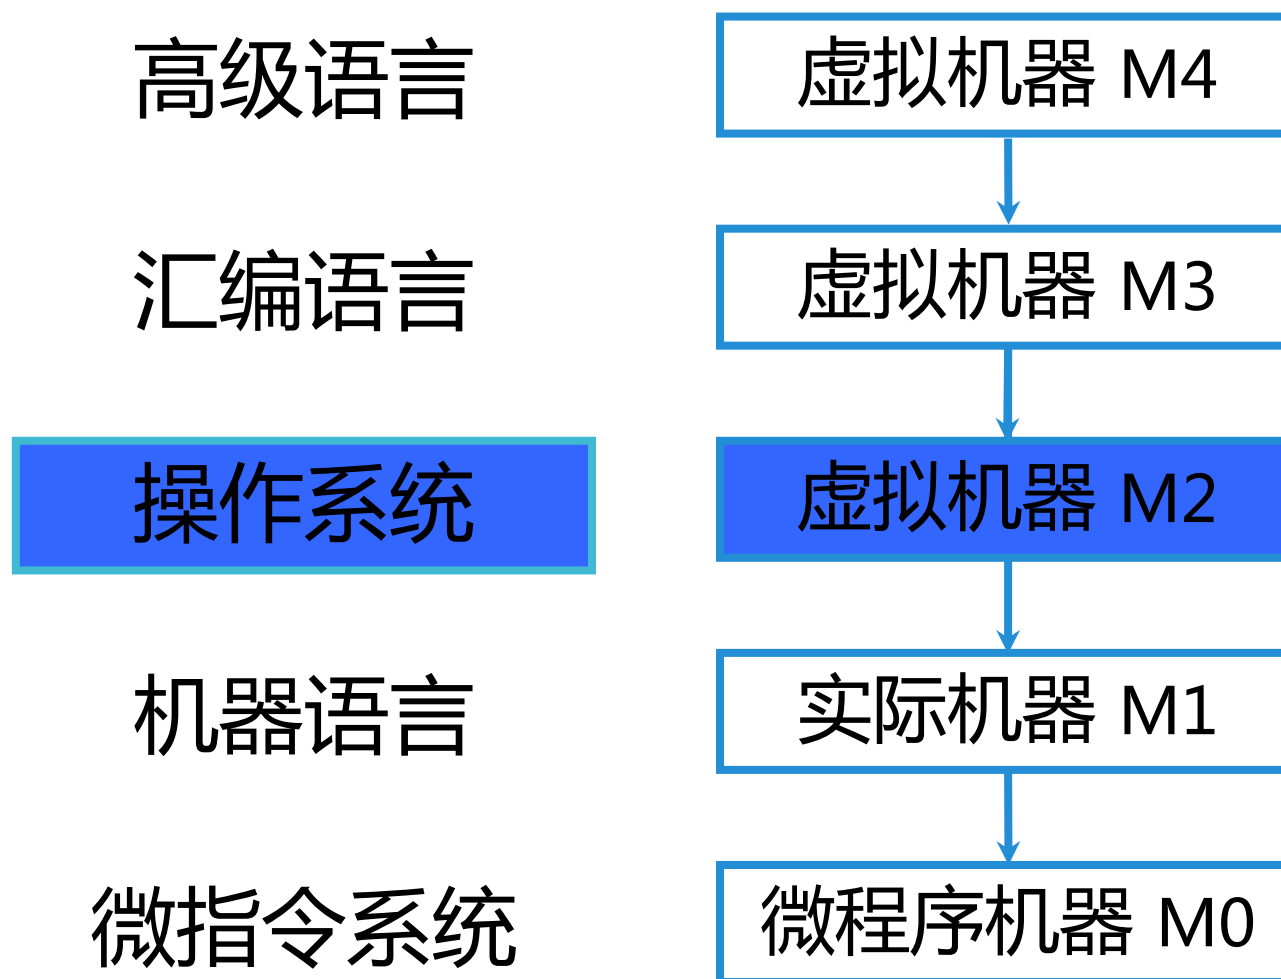 高级语言
虚拟机器 M4
汇编语言
虚拟机器 M3
操作系统
虚拟机器 M2
机器语言
实际机器 M1
微指令系统
微程序机器 M0